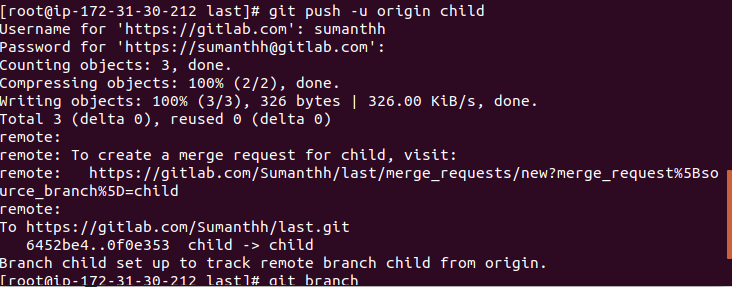 [root@ip-172-31-30-212 last]# git push -u origin child
Username for 'https://gitlab.com': sumanthh
Password for 'https://sumanthh@gitlab.com':
Counting objects: 3, done.
Compressing objects: 100% (2/2), done.
Writing objects: 100% (3/3), 326 bytes | 326.00 KiB/s, done.
Total 3 (delta 0), reused 0 (delta 0)
remote:
remote: To create a merge request for child, visit:
remote:   https://gitlab.com/Sumanthh/last/merge_requests/new?merge_request%5Bso
urce_branch%5D=child
remote:
To https://gitlab.com/Sumanthh/last.git
   6452be4..0f0e353  child -> child
Branch child set up to track remote branch child from origin.
[root@ip-172-31-30-212 last]# git branch